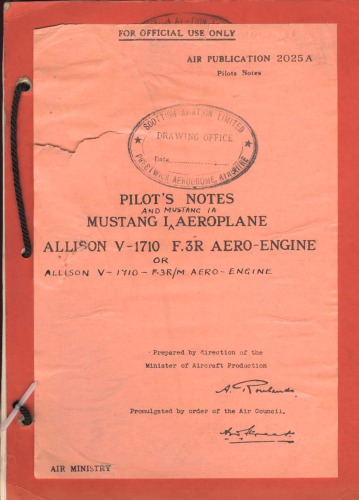 FOR OFFICIAL USE ONLY
AIR PUBLICATION 2025A
Pilots Notes
SCOTTISH AVIATION LIMITED
DRAWING OFFICE
Date
PRESTWICK AERODROME, AYRSHIRE
PILOT'S NOTES
AND MUSTANG IA
MUSTANG I, AEROPLANE
ALLISON V-1710 F.3R AERO-ENGINE
OR
ALLISON V-1710-F3R/M AERO-ENGINE
Prepared by direction of the
Minister of Aircraft Production
A. Rowlands
Promulgated by order of the Air Council.
AIR MINISTRY